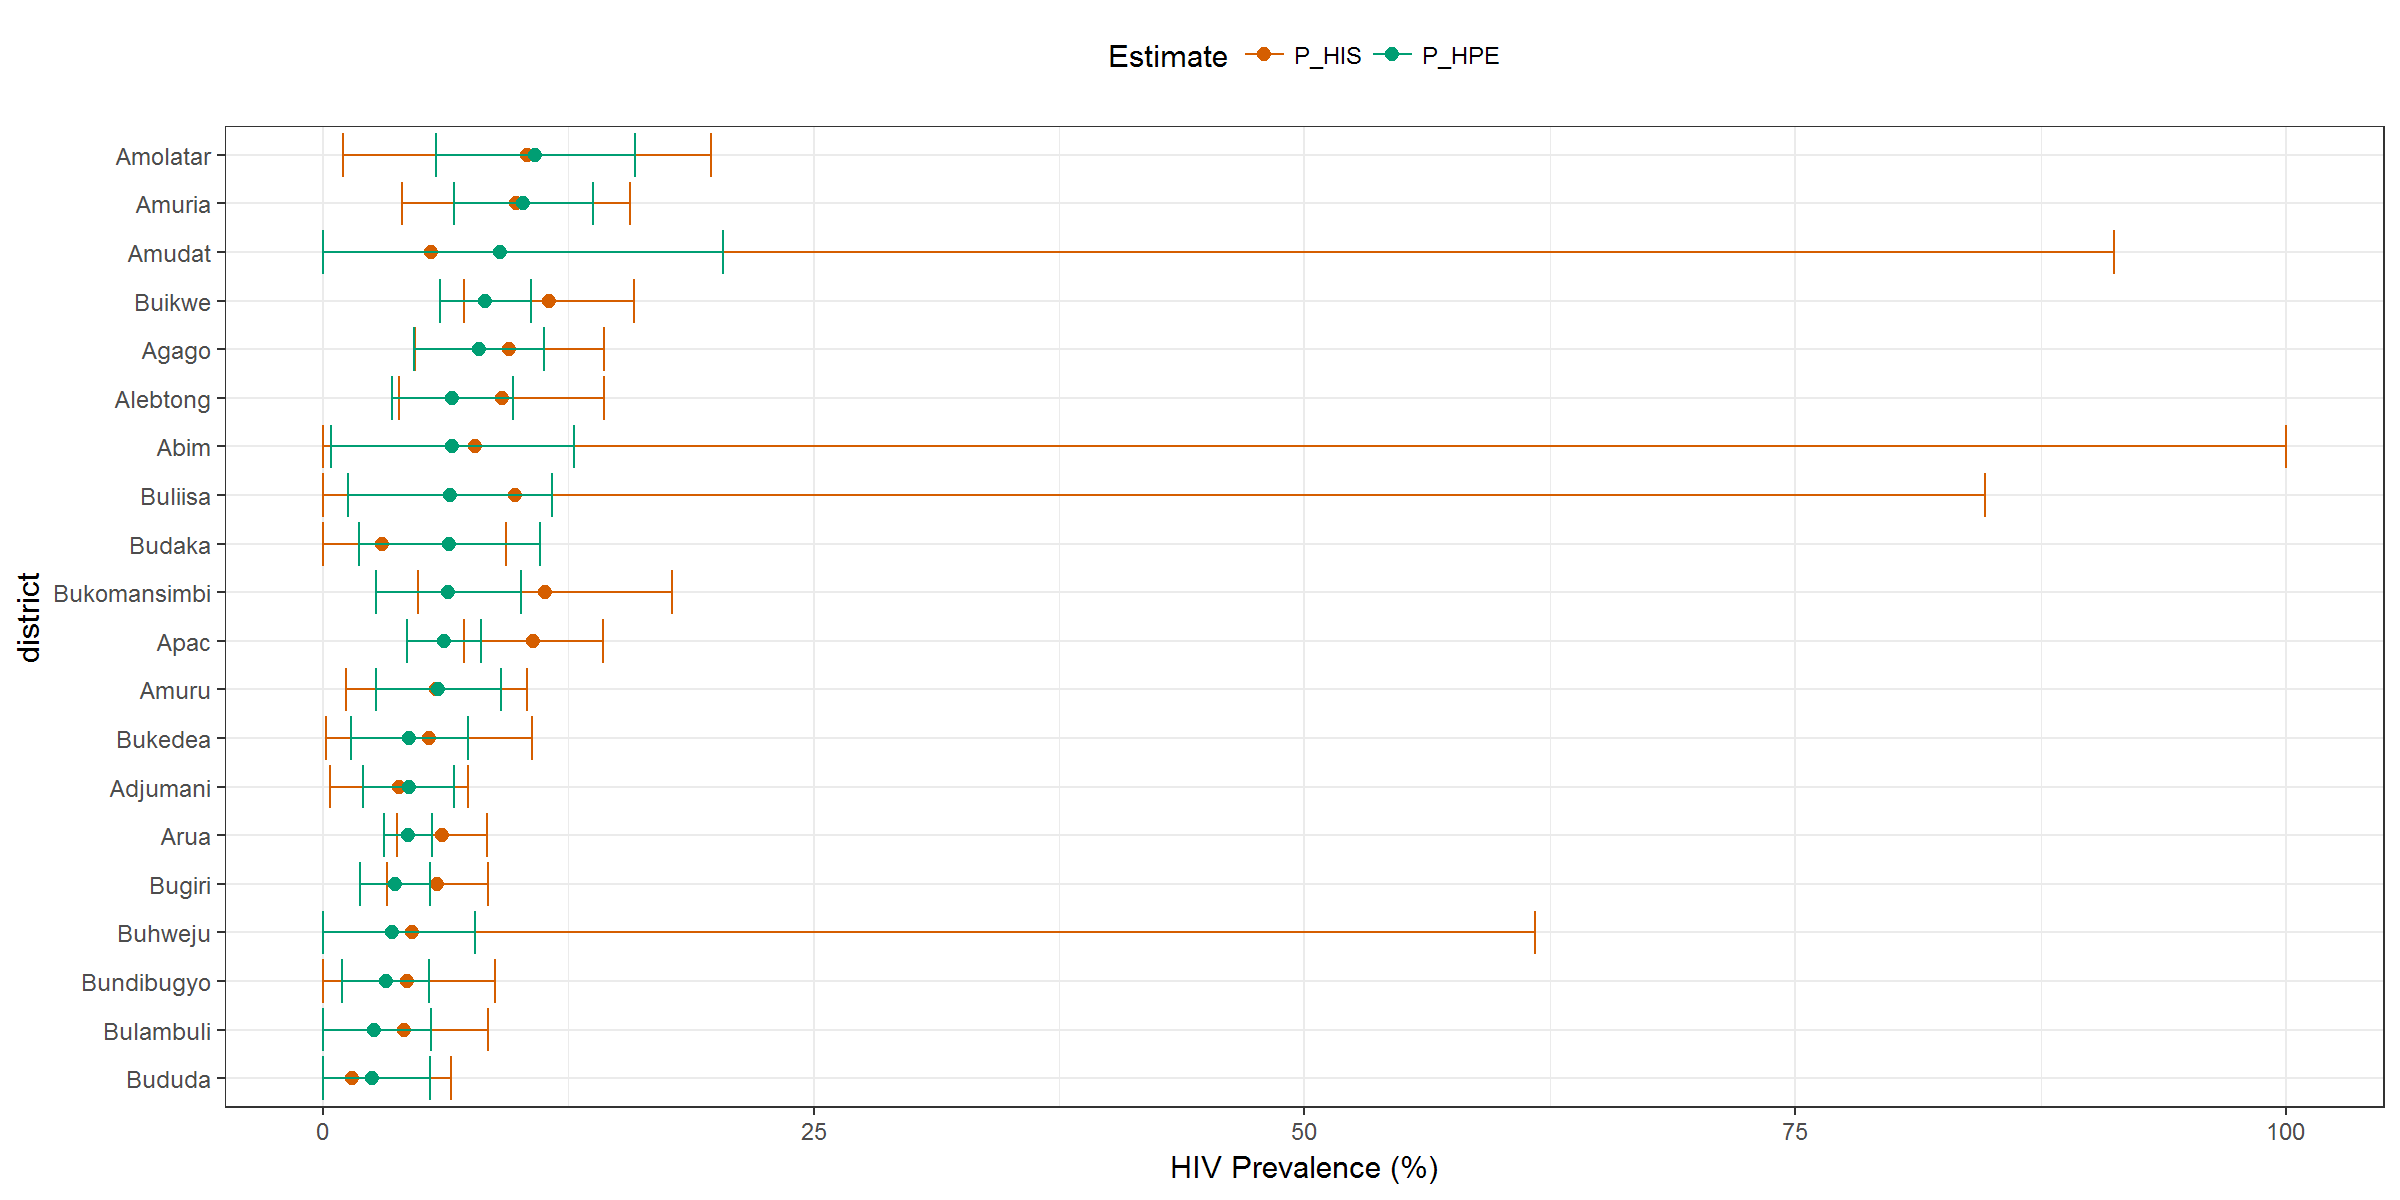 Estimate P_HIS P_HPE
Amolatar
Amuria
Amudat
Buikwe
Agago
Alebtong
Abim
Buliisa
Budaka
Bukomansimbi
Apac
Amuru
Bukedea
Adjumani
Arua
Bugiri
Buhweju
Bundibugyo
Bulambuli
Bududa
district
0 25 50 75 100
HIV Prevalence (%)